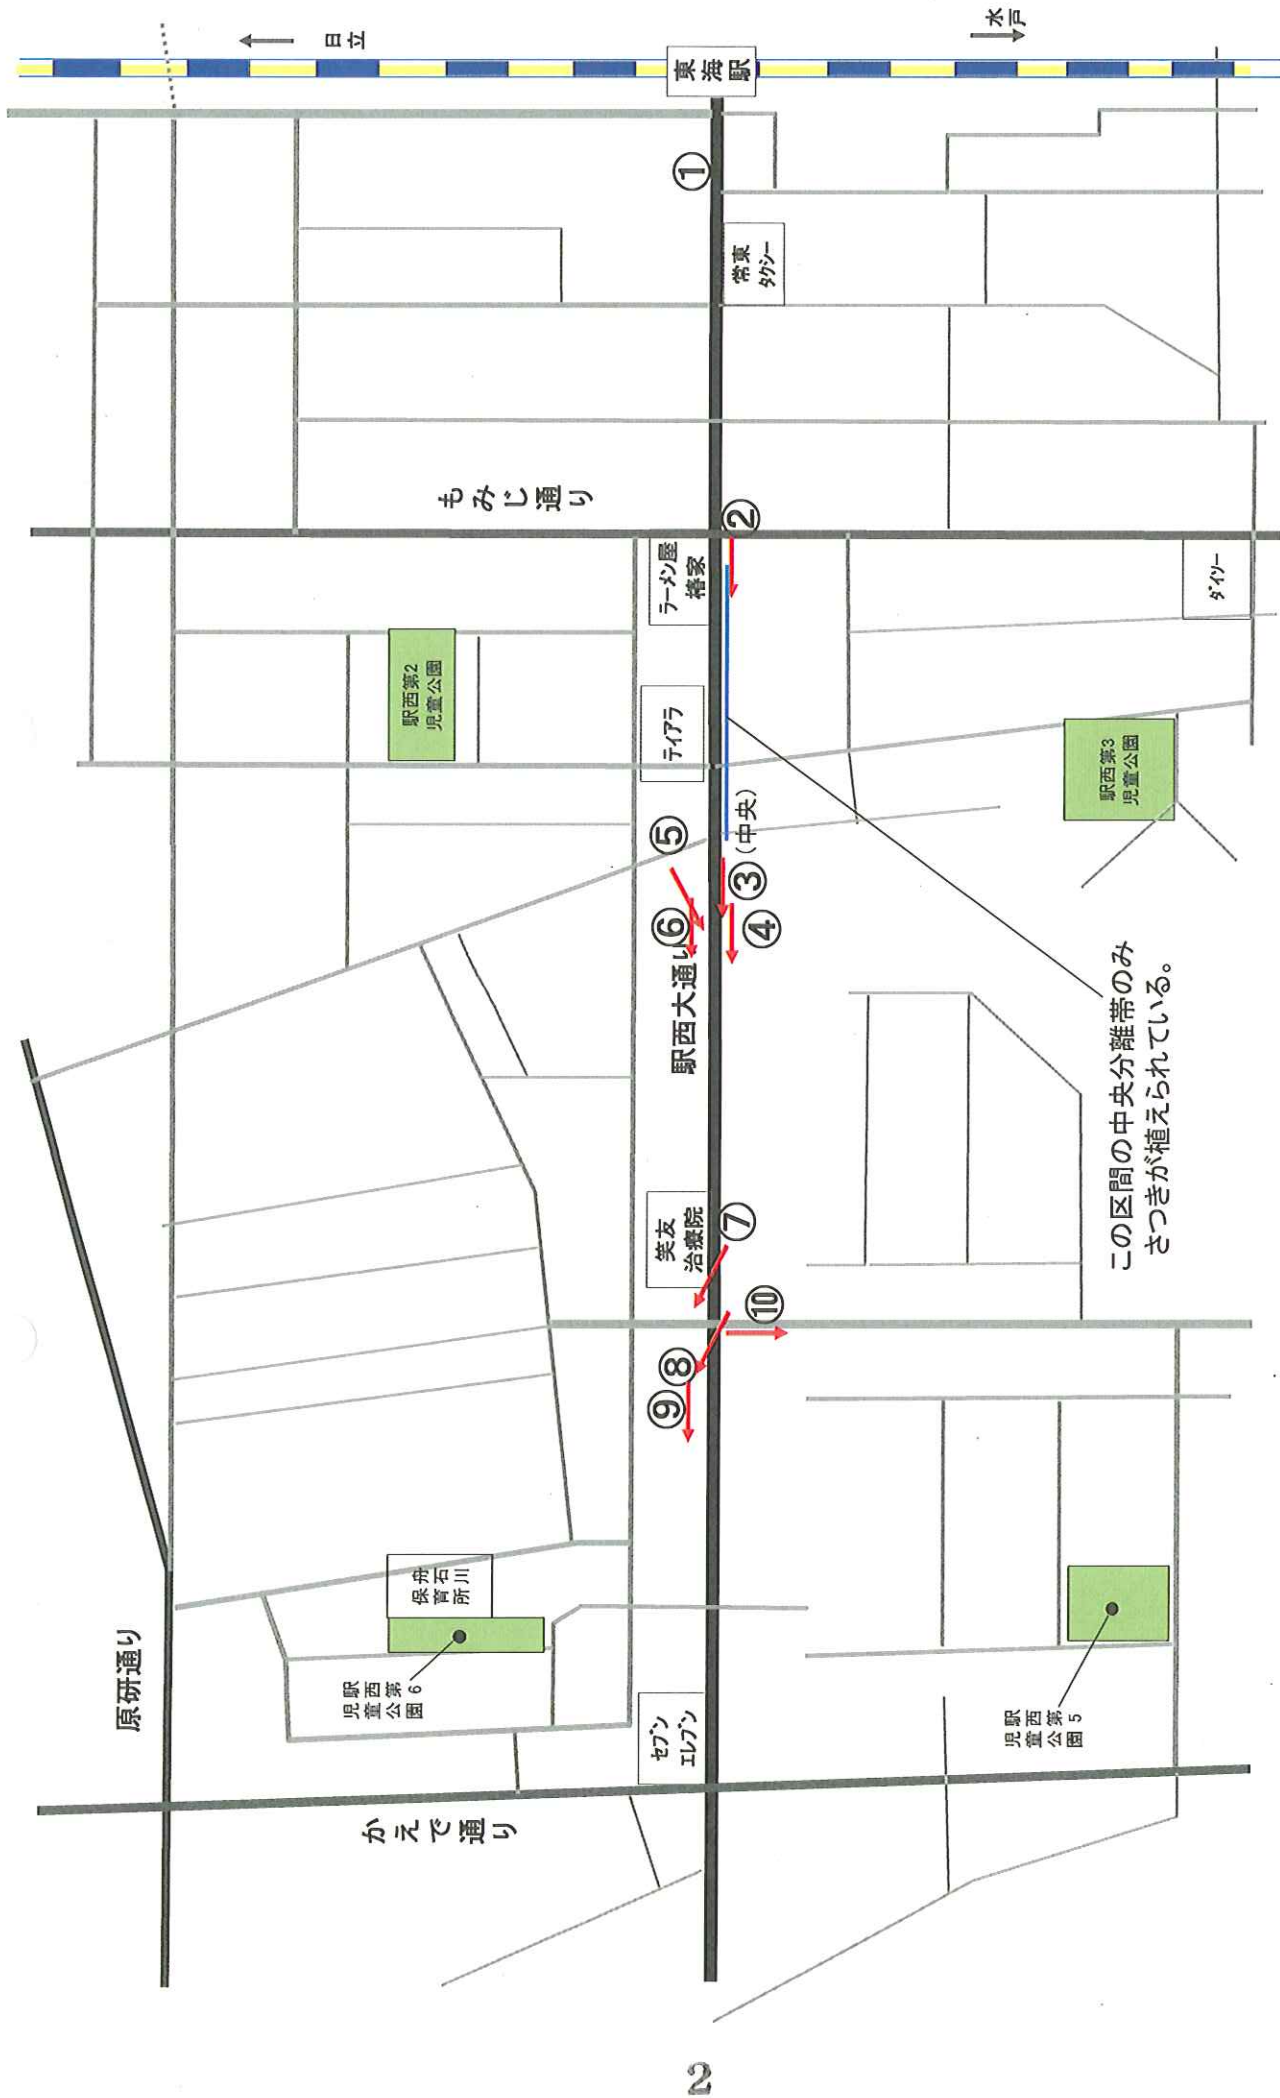 日立
水戸
東海駅
①
常東
タクシー
もみじ通り
②
ラーメン屋
椿家
ダイソー
駅西第2
児童公園
ティアラ
駅西第3
児童公園
⑤
(中央)
③
④
⑥
駅西大通り
この区間の中央分離帯のみ
さつきが植えられている。
笑友
治療院
⑦
⑩
⑧
⑨
舟石川
保育所
原研通り
駅西第6
児童公園
駅西第5
児童公園
セブン
エレブン
かえで通り
2